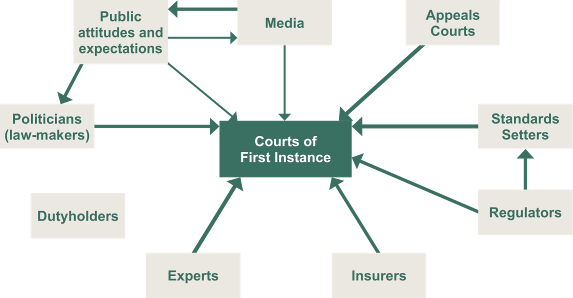 Public
attitudes and
expectations
Media
Appeals
Courts
Politicians
(law-makers)
Courts of
First Instance
Standards
Setters
Dutyholders
Regulators
Experts
Insurers